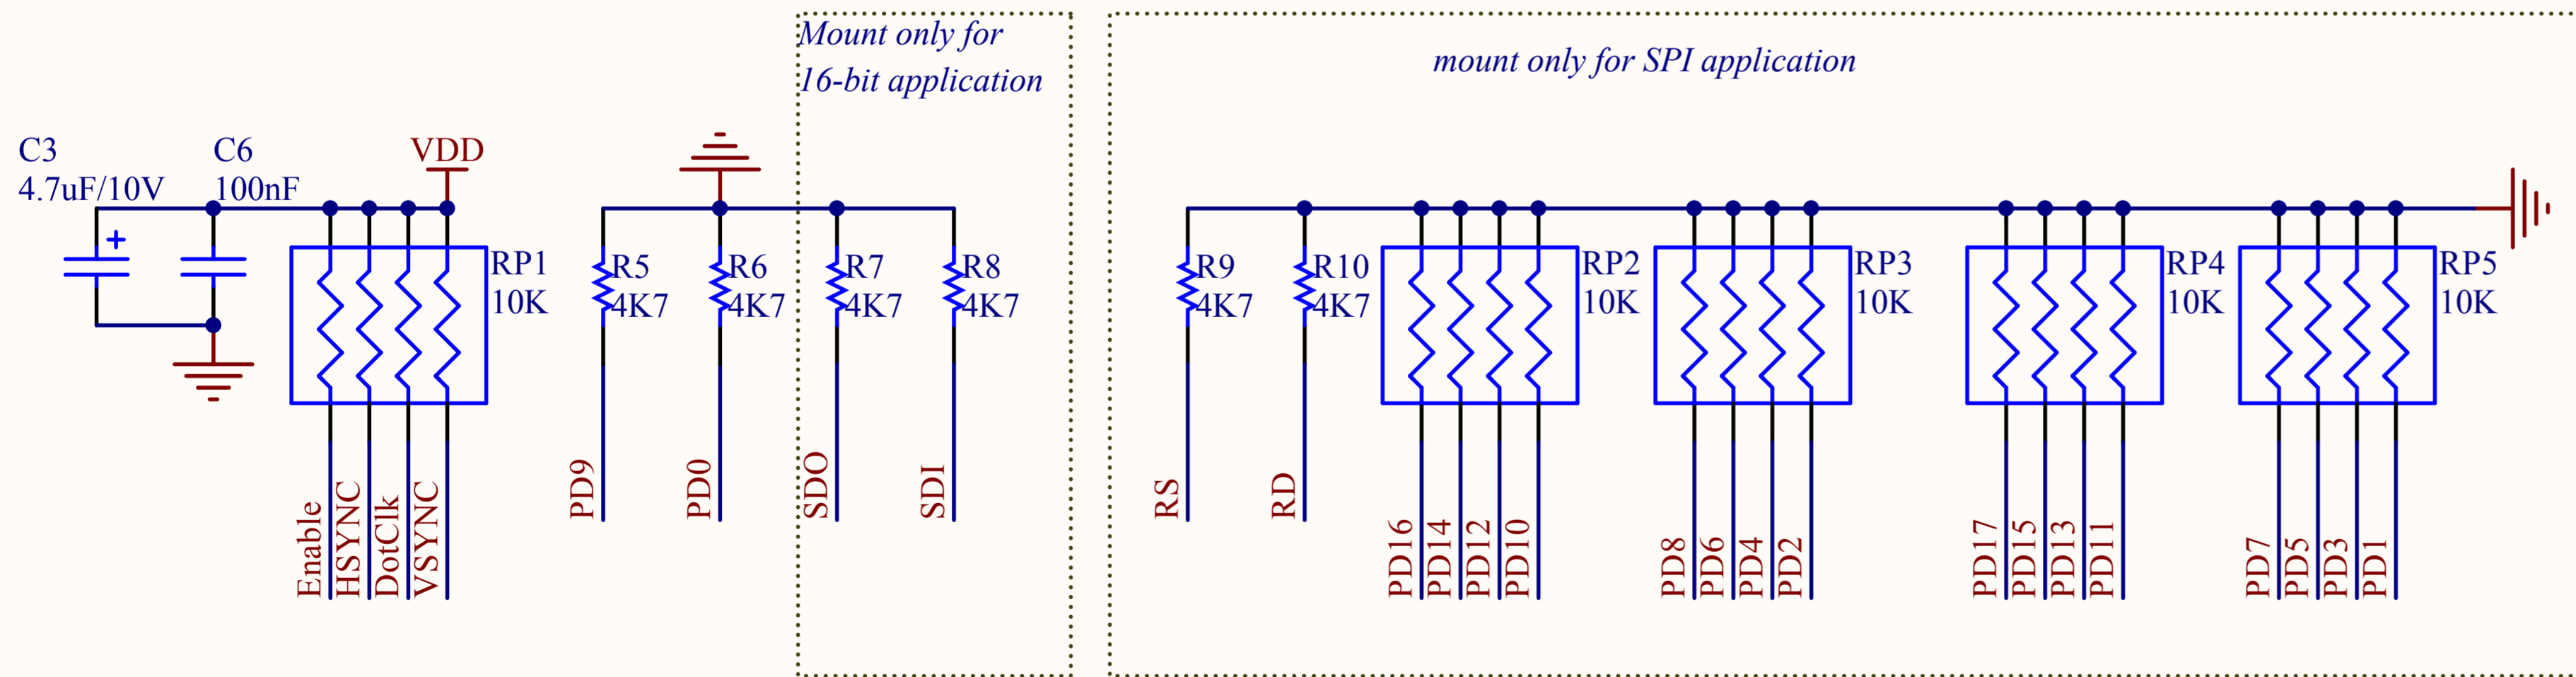 Mount only for
16-bit application
mount only for SPI application
C3
4.7uF/10V
C6
100nF
VDD
RP1
10K
R5
4K7
R6
4K7
R7
4K7
R8
4K7
R9
4K7
R10
4K7
RP2
10K
RP3
10K
RP4
10K
RP5
10K
Enable
HSYNC
DotClk
VSYNC
PD9
PD0
SDO
SDI
RS
RD
PD16
PD14
PD12
PD10
PD8
PD6
PD4
PD2
PD17
PD15
PD13
PD11
PD7
PD5
PD3
PD1